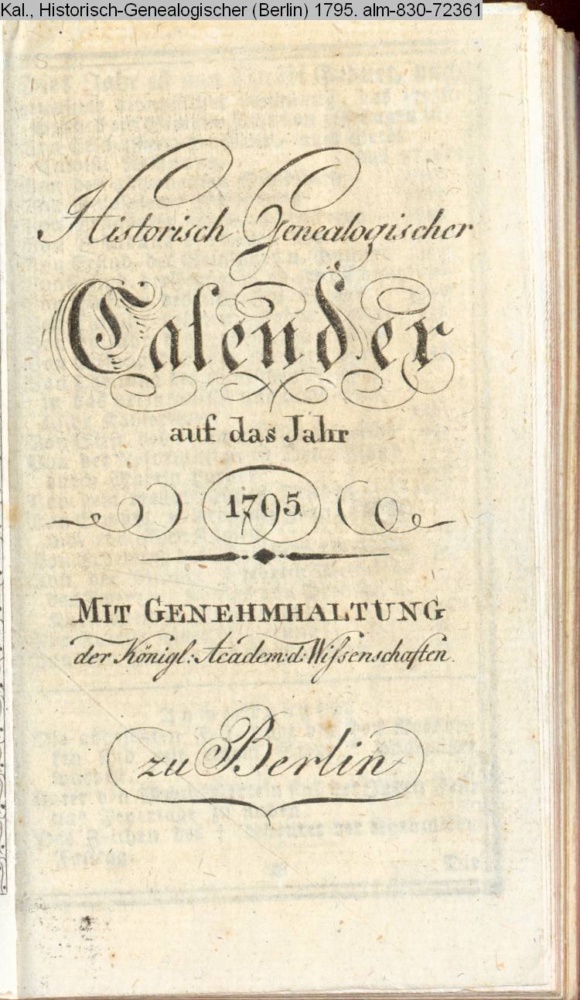 Kal., Historisch-Genealogischer (Berlin) 1795. alm-830-72361
Historisch Genealogischer
Calender
auf das Jahr
1795
MIT GENEHMHALTUNG
der Königl: Academ: d: Wiſsenschaften.
zu Berlin